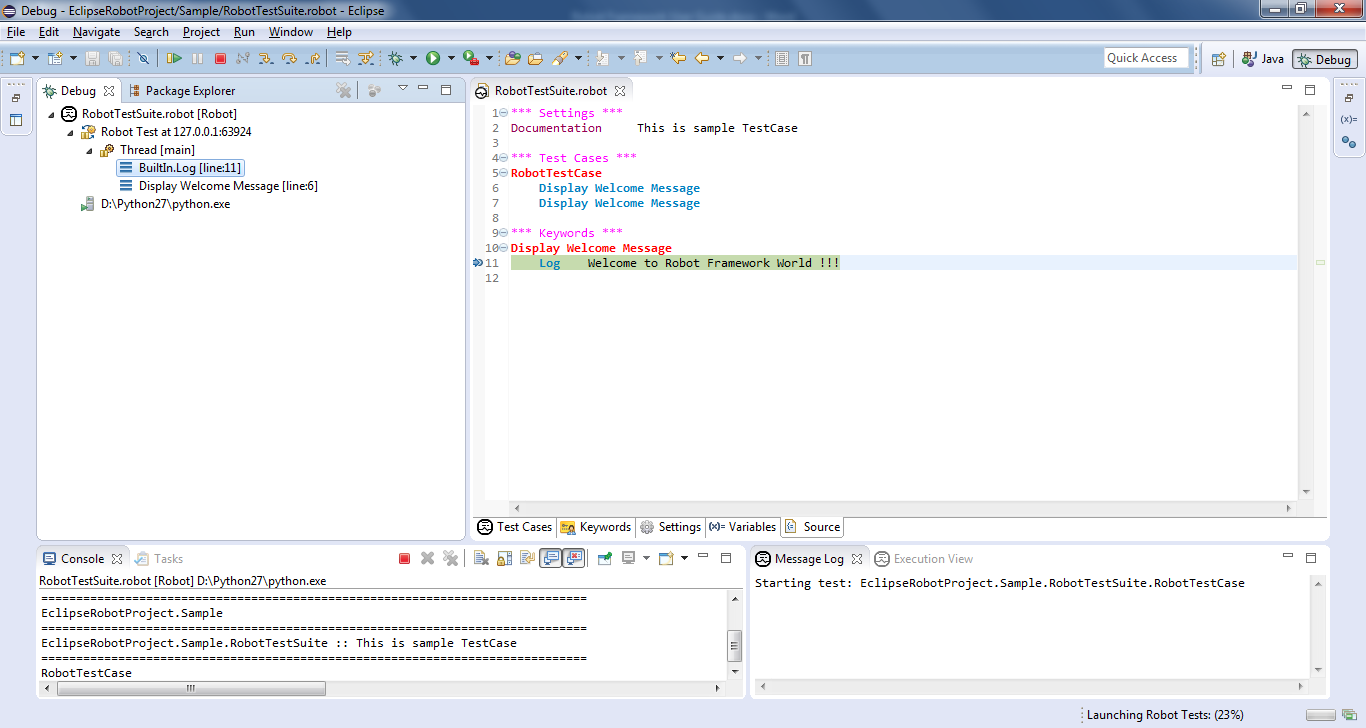 Debug - EclipseRobotProject/Sample/RobotTestSuite.robot - Eclipse
File Edit Navigate Search Project Run Window Help
Quick Access Java Debug
Debug Package Explorer
RobotTestSuite.robot [Robot]
Robot Test at 127.0.0.1:63924
Thread [main]
BuiltIn.Log [line:11]
Display Welcome Message [line:6]
D:\Python27\python.exe
RobotTestSuite.robot
1 *** Settings ***
2 Documentation This is sample TestCase
3
4 *** Test Cases ***
5 RobotTestCase
6 Display Welcome Message
7 Display Welcome Message
8
9 *** Keywords ***
10 Display Welcome Message
11 Log Welcome to Robot Framework World !!!
12
Test Cases Keywords Settings (x)= Variables Source
(x)=
Console Tasks
RobotTestSuite.robot [Robot] D:\Python27\python.exe
==============================================================================
EclipseRobotProject.Sample
==============================================================================
EclipseRobotProject.Sample.RobotTestSuite :: This is sample TestCase
==============================================================================
RobotTestCase
Message Log Execution View
Starting test: EclipseRobotProject.Sample.RobotTestSuite.RobotTestCase
Launching Robot Tests: (23%)